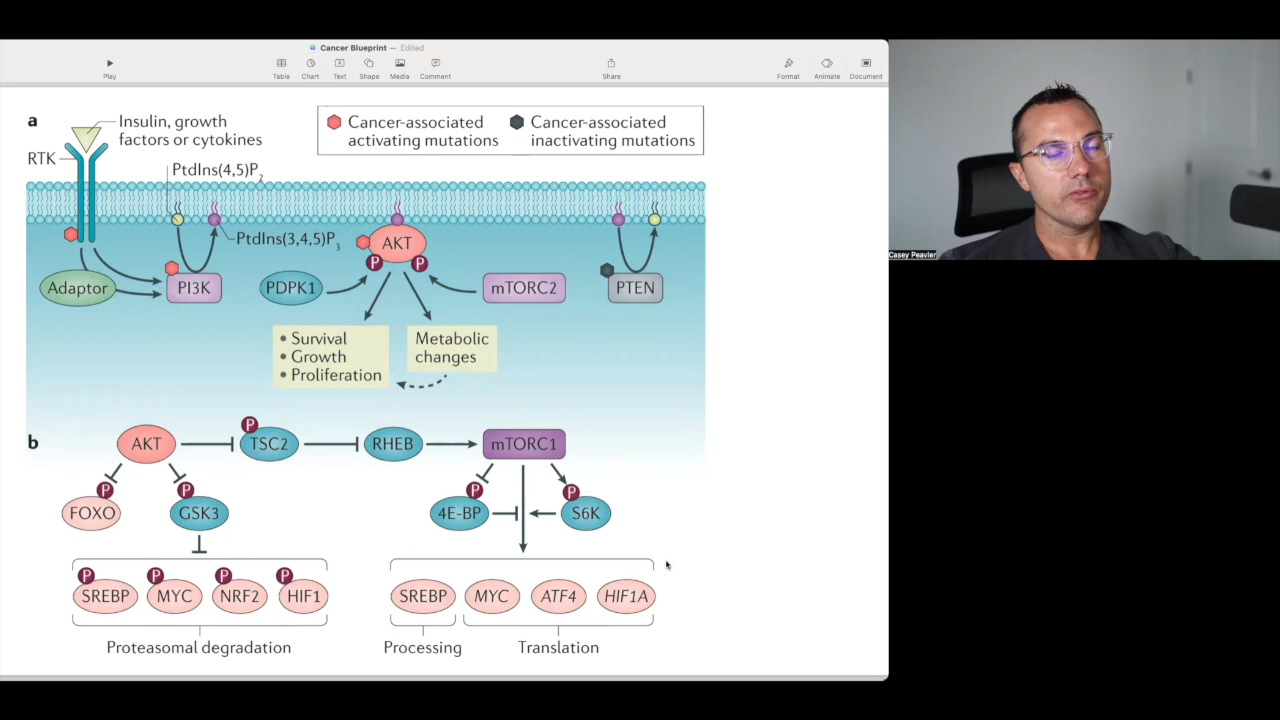 Cancer Blueprint — Edited
Play
Table
Chart
Text
Shape
Media
Comment
Share
Format
Animate
Document
a
Insulin, growth
factors or cytokines
Cancer-associated
activating mutations
Cancer-associated
inactivating mutations
RTK
PtdIns(4,5)P2
PtdIns(3,4,5)P3
AKT
P
P
Adaptor
PI3K
PDPK1
mTORC2
PTEN
• Survival
• Growth
• Proliferation
Metabolic
changes
b
AKT
P
TSC2
RHEB
mTORC1
P
FOXO
P
GSK3
P
4E-BP
P
S6K
P
SREBP
P
MYC
P
NRF2
P
HIF1
SREBP
MYC
ATF4
HIF1A
Proteasomal degradation
Processing
Translation
Casey Peavler